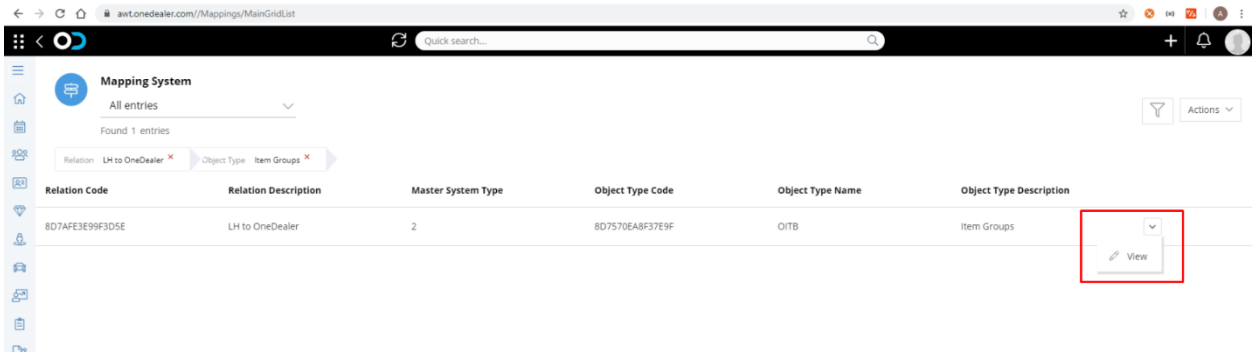 awt.onedealer.com//Mappings/MainGridList
A
Quick search...
Mapping System
All entries
Found 1 entries
Actions
Relation LH to OneDealer × Object Type Item Groups ×
Relation Code Relation Description Master System Type Object Type Code Object Type Name Object Type Description
8D7AFE3E99F3D5E LH to OneDealer 2 8D7570EA8F37E9F OITB Item Groups
View